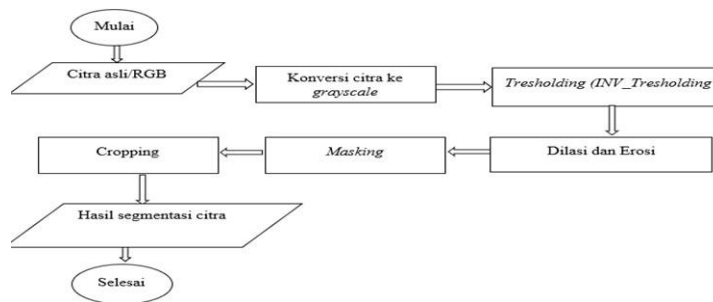 Mulai
Citra asli/RGB
Konversi citra ke
grayscale
Tresholding (INV_Tresholding
Dilasi dan Erosi
Masking
Cropping
Hasil segmentasi citra
Selesai